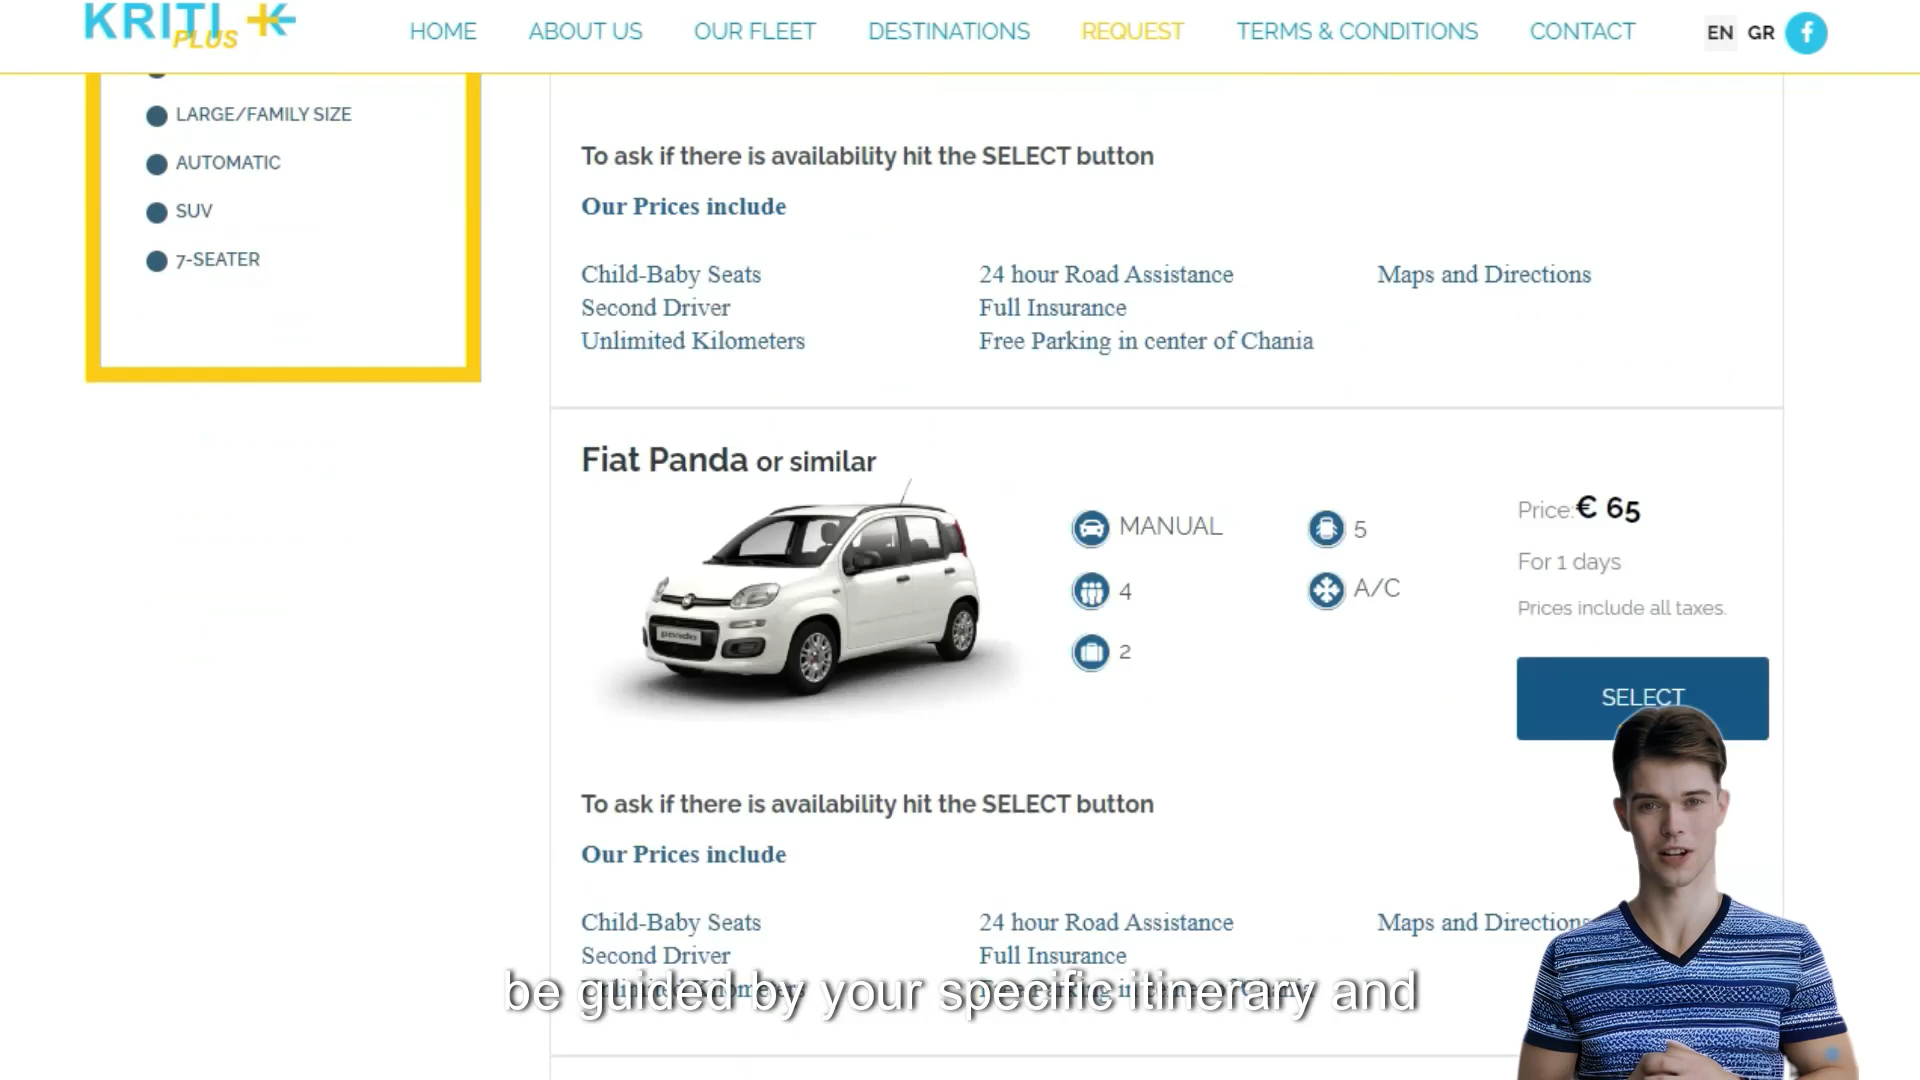 KRITI
PLUS
HOME
ABOUT US
OUR FLEET
DESTINATIONS
REQUEST
TERMS & CONDITIONS
CONTACT
EN GR f
LARGE/FAMILY SIZE
AUTOMATIC
SUV
7-SEATER
To ask if there is availability hit the SELECT button
Our Prices include
Child-Baby Seats
24 hour Road Assistance
Maps and Directions
Second Driver
Full Insurance
Unlimited Kilometers
Free Parking in center of Chania
Fiat Panda or similar
panda
MANUAL
5
4
A/C
2
Price:€ 65
For 1 days
Prices include all taxes.
SELECT
To ask if there is availability hit the SELECT button
Our Prices include
Child-Baby Seats
24 hour Road Assistance
Maps and Directions
Second Driver
Full Insurance
be guided by your specific itinerary and